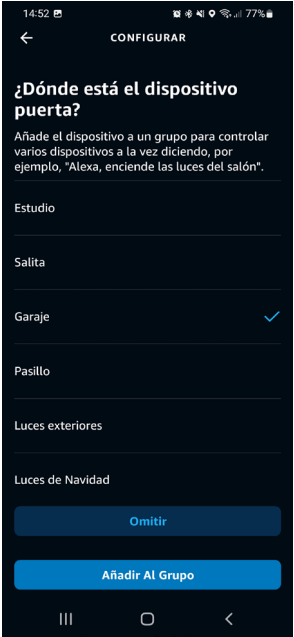 14:52 77%
CONFIGURAR
¿Dónde está el dispositivo
puerta?
Añade el dispositivo a un grupo para controlar
varios dispositivos a la vez diciendo, por
ejemplo, "Alexa, enciende las luces del salón".
Estudio
Salita
Garaje
Pasillo
Luces exteriores
Luces de Navidad
Omitir
Añadir Al Grupo